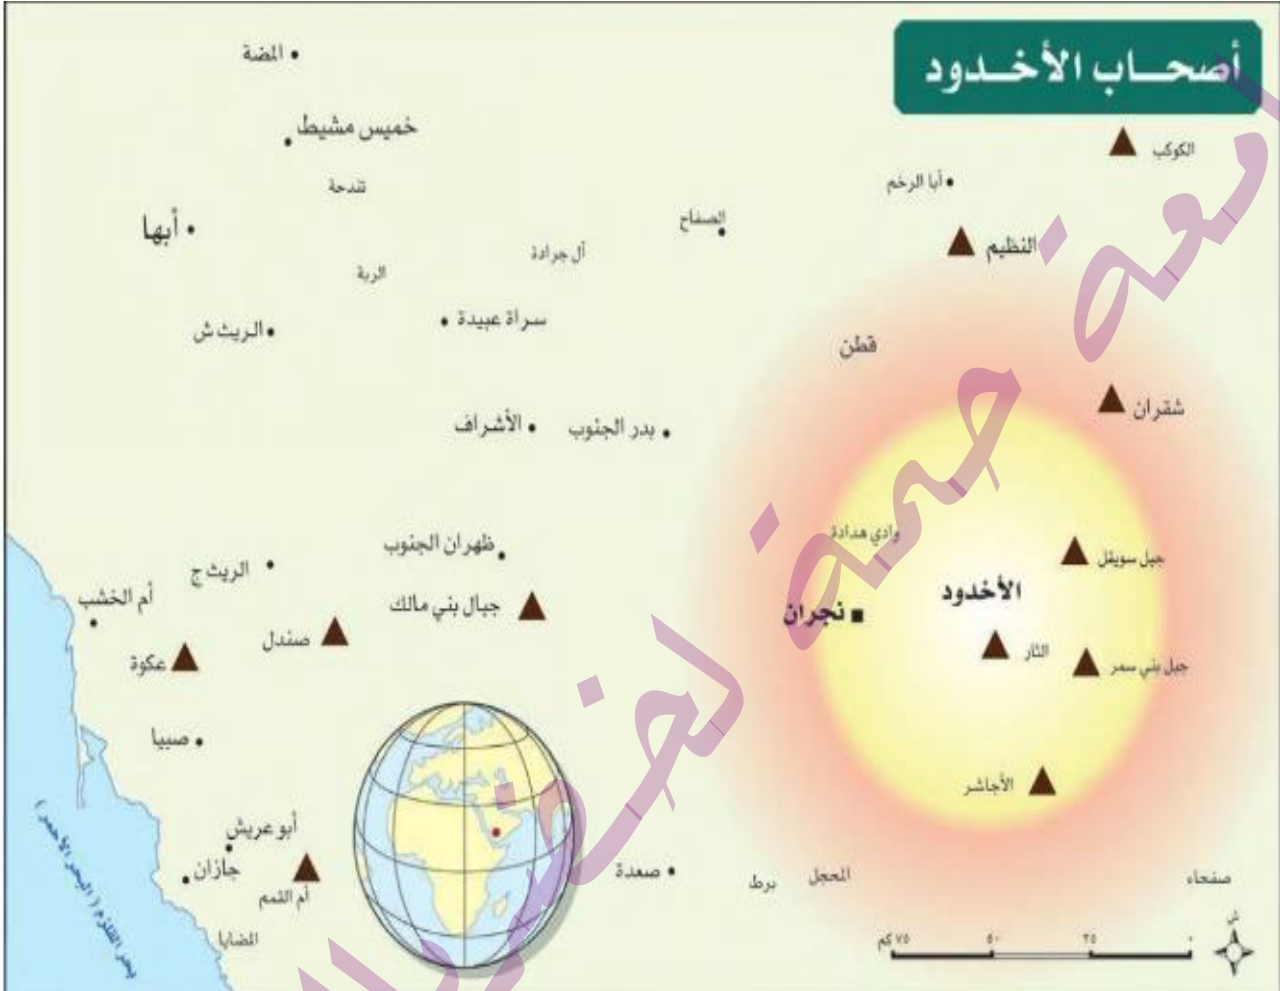 أصحاب الأخدود
المضة
خميس مشيط
الكوكب
تندحة
أبا الرخم
أبها
الصفاح
النظيم
آل جرادة
الربة
سراة عبيدة
الريث ش
قطن
شقران
الأشراف
بدر الجنوب
وادي هدادة
ظهران الجنوب
جبل سويقل
الريث ج
أم الخشب
جبال بني مالك
الأخدود
نجران
صندل
عكوة
الثار
جبل بني سمر
صبيا
الأجاشر
أبو عريش
جازان
أم القمم
صعدة
برط
المحجل
صفحاء
المضايا
بحر القلزم (البحر الأحمر)
ش
٧٥ كم ٥٠ ٢٥ ٠